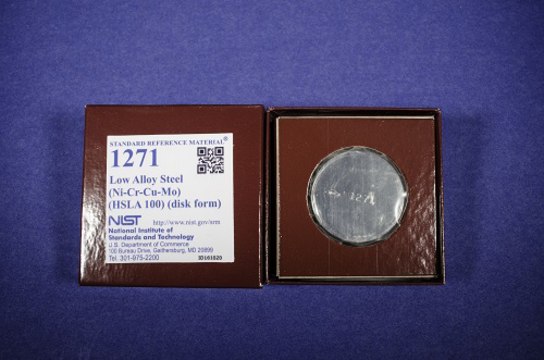 STANDARD REFERENCE MATERIAL®
1271
Low Alloy Steel
(Ni-Cr-Cu-Mo)
(HSLA 100) (disk form)
NIST http://www.nist.gov/srm
National Institute of
Standards and Technology
U.S. Department of Commerce
100 Bureau Drive, Gaithersburg, MD 20899
Tel. 301-975-2200 ID161020
127